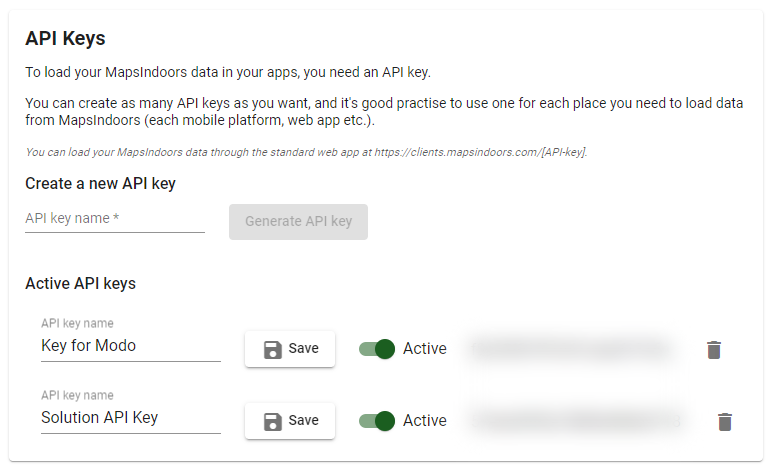 API Keys
To load your MapsIndoors data in your apps, you need an API key.
You can create as many API keys as you want, and it's good practise to use one for each place you need to load data
from MapsIndoors (each mobile platform, web app etc.).
You can load your MapsIndoors data through the standard web app at https://clients.mapsindoors.com/[API-key].
Create a new API key
API key name *
Generate API key
Active API keys
API key name
Key for Modo
Save
Active
API key name
Solution API Key
Save
Active